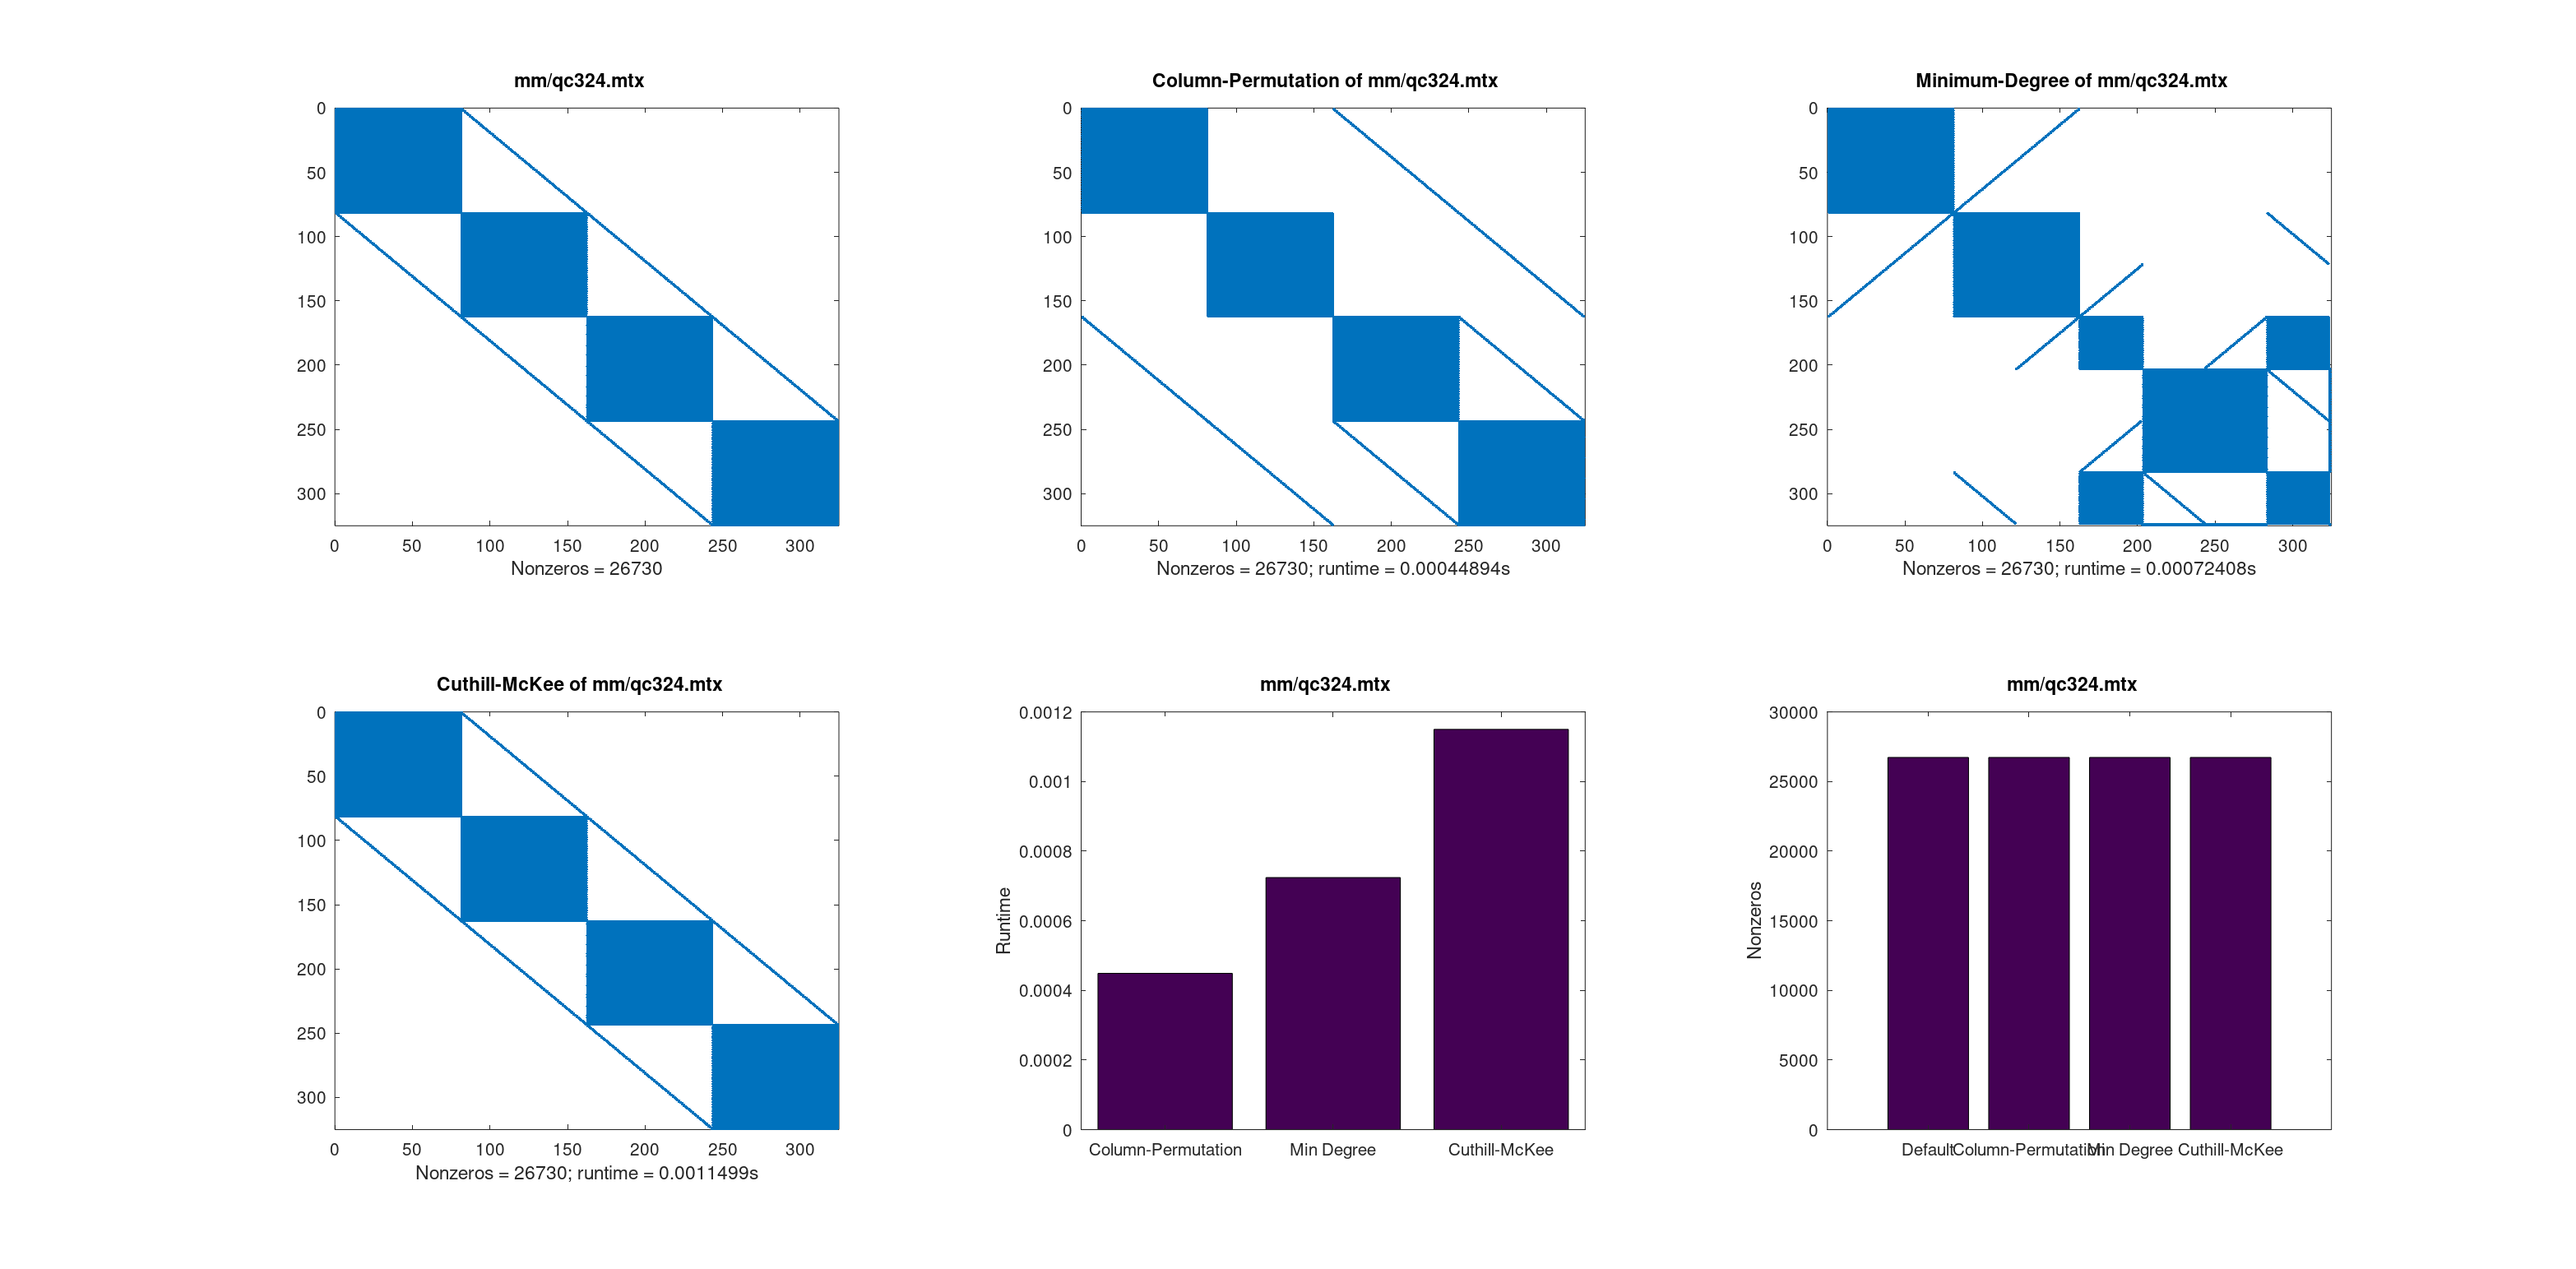 mm/qc324.mtx
0
50
100
150
200
250
300
0 50 100 150 200 250 300
Nonzeros = 26730
Column-Permutation of mm/qc324.mtx
0
50
100
150
200
250
300
0 50 100 150 200 250 300
Nonzeros = 26730; runtime = 0.00044894s
Minimum-Degree of mm/qc324.mtx
0
50
100
150
200
250
300
0 50 100 150 200 250 300
Nonzeros = 26730; runtime = 0.00072408s
Cuthill-McKee of mm/qc324.mtx
0
50
100
150
200
250
300
0 50 100 150 200 250 300
Nonzeros = 26730; runtime = 0.0011499s
mm/qc324.mtx
Runtime
0.0012
0.001
0.0008
0.0006
0.0004
0.0002
0
Column-Permutation Min Degree Cuthill-McKee
mm/qc324.mtx
Nonzeros
30000
25000
20000
15000
10000
5000
0
Default Column-Permutation Min Degree Cuthill-McKee